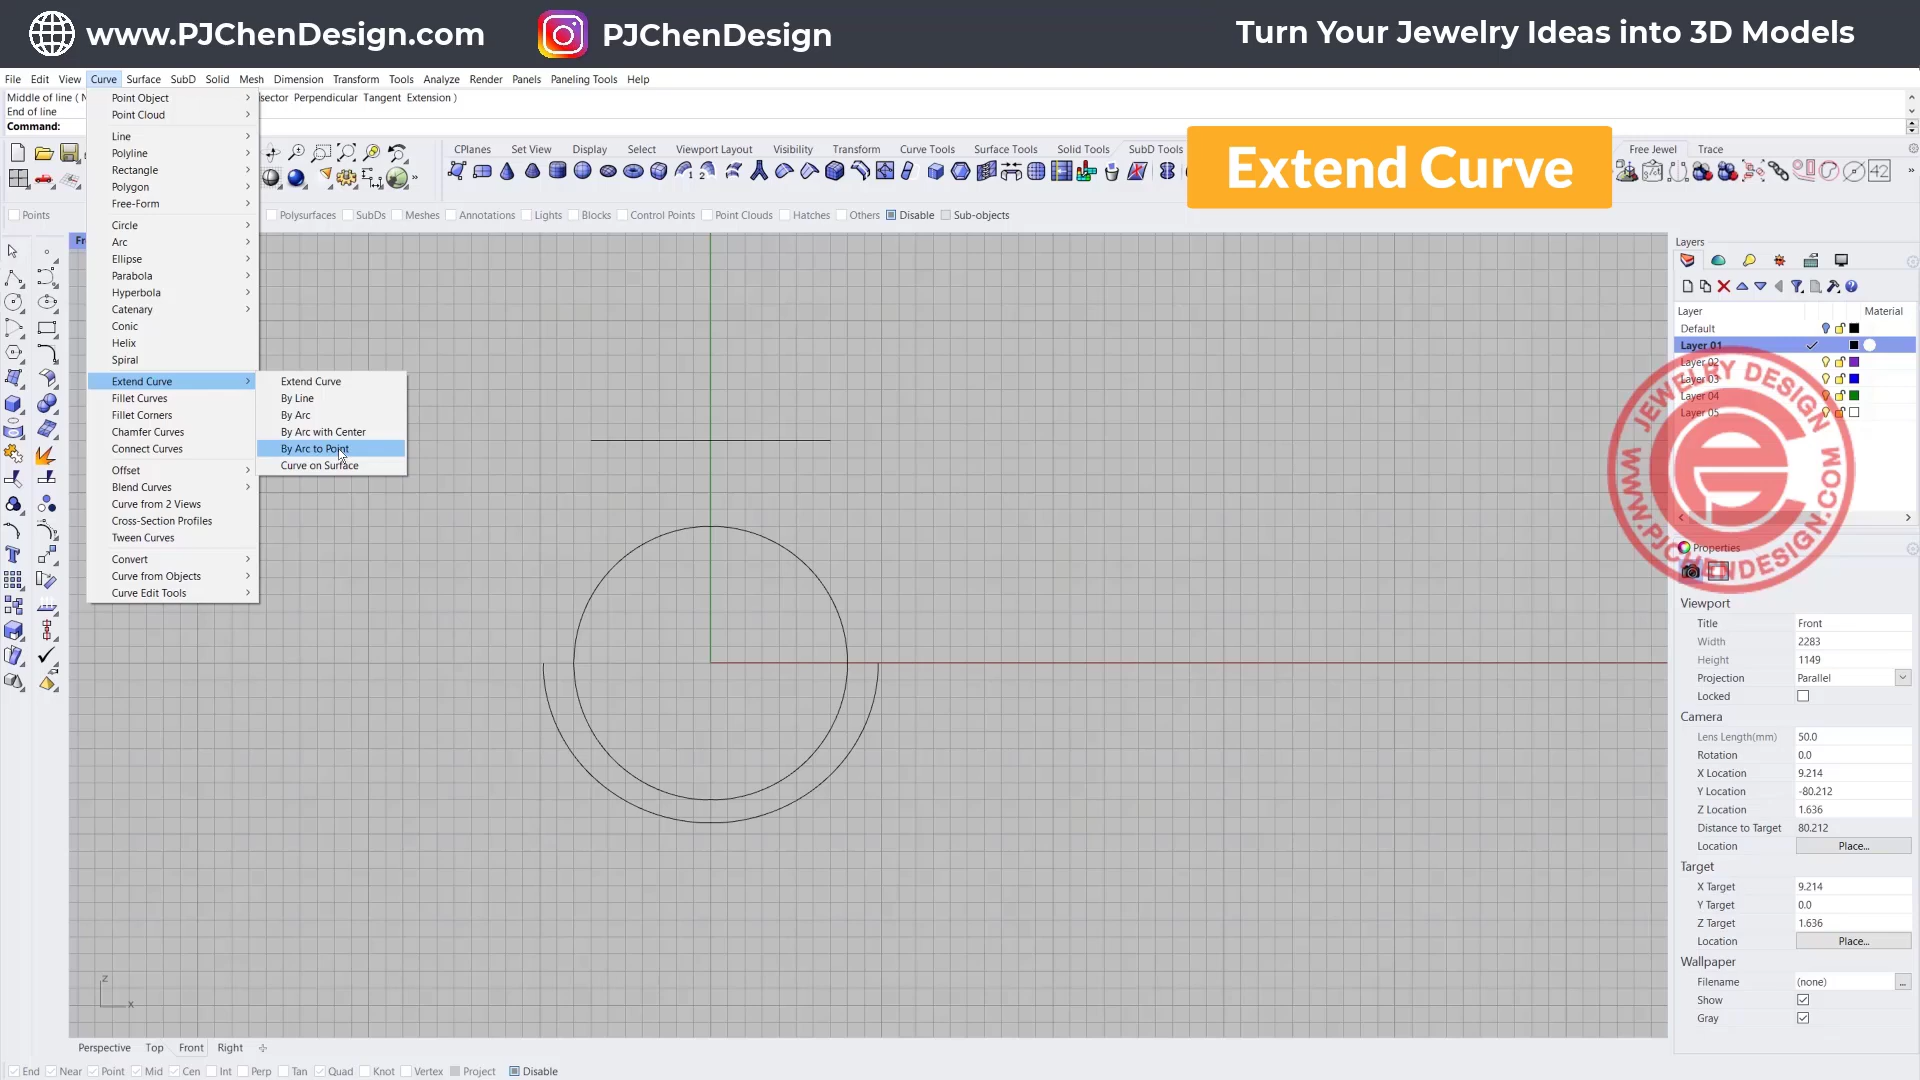 www.PJChenDesign.com PJChenDesign Turn Your Jewelry Ideas into 3D Models
File Edit View Curve Surface SubD Solid Mesh Dimension Transform Tools Analyze Render Panels Paneling Tools Help
Middle of line ( sector Perpendicular Tangent Extension )
End of line
Command:
Extend Curve
CPlanes Set View Display Select Viewport Layout Visibility Transform Curve Tools Surface Tools Solid Tools SubD Tools Free Jewel Trace
42
Points Polysurfaces SubDs Meshes Annotations Lights Blocks Control Points Point Clouds Hatches Others Disable Sub-objects
Point Object
Point Cloud
Line
Polyline
Rectangle
Polygon
Free-Form
Circle
Arc
Ellipse
Parabola
Hyperbola
Catenary
Conic
Helix
Spiral
Extend Curve
Fillet Curves
Fillet Corners
Chamfer Curves
Connect Curves
Offset
Blend Curves
Curve from 2 Views
Cross-Section Profiles
Tween Curves
Convert
Curve from Objects
Curve Edit Tools
Extend Curve
By Line
By Arc
By Arc with Center
By Arc to Point
Curve on Surface
z
x
Layers
Layer Material
Default
Layer 01
Layer 02
Layer 03
Layer 04
Layer 05
JEWELRY DESIGN
WWW.PJCHENDESIGN.COM
Properties
Viewport
Title Front
Width 2283
Height 1149
Projection Parallel
Locked
Camera
Lens Length(mm) 50.0
Rotation 0.0
X Location 9.214
Y Location -80.212
Z Location 1.636
Distance to Target 80.212
Location Place...
Target
X Target 9.214
Y Target 0.0
Z Target 1.636
Location Place...
Wallpaper
Filename (none) ...
Show
Gray
Perspective Top Front Right
End Near Point Mid Cen Int Perp Tan Quad Knot Vertex Project Disable